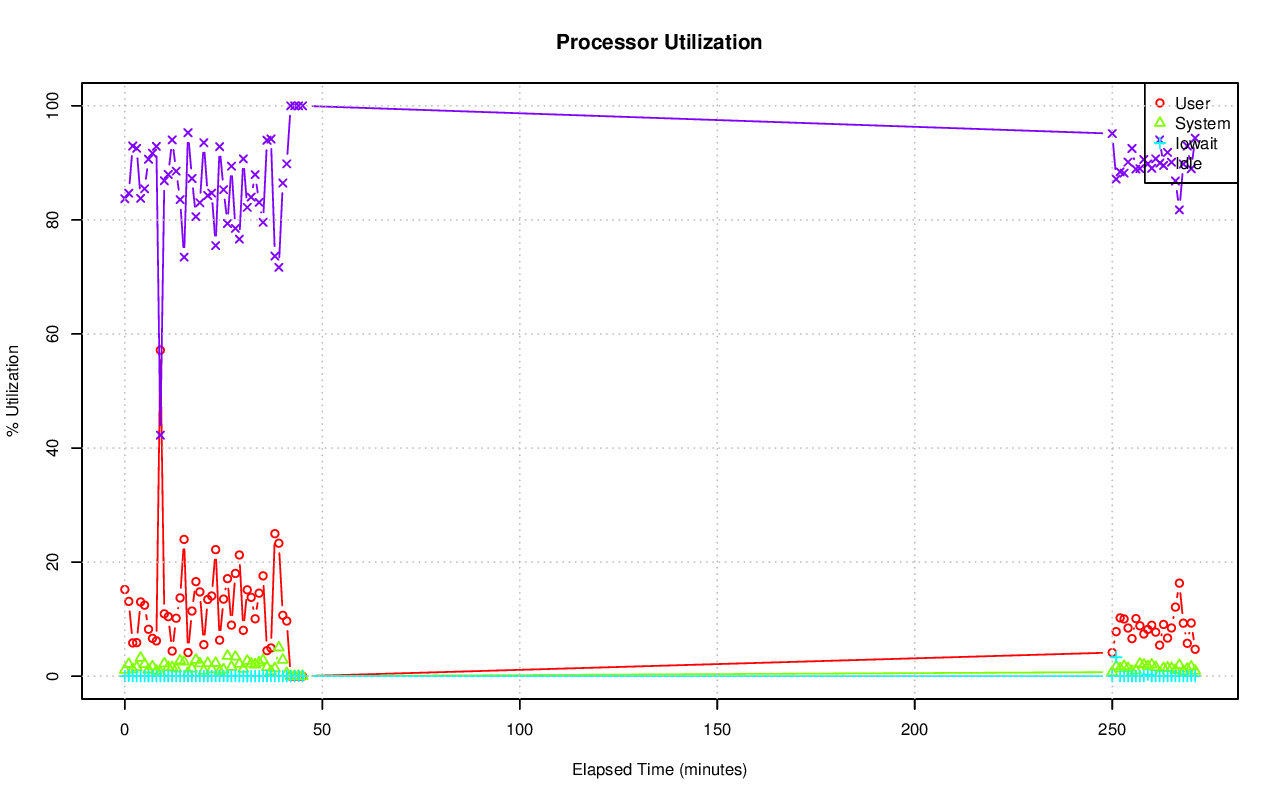 Processor Utilization
% Utilization
100
80
60
40
20
0
User
System
Iowait
Idle
0 50 100 150 200 250
Elapsed Time (minutes)